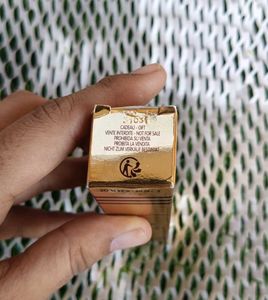 CADEAU - GIFT
VENTE INTERDITE - NOT FOR SALE
PROHIBIDA SU VENTA
PROIBITA LA VENDITA
NICHT ZUM VERKAUF BESTIMMT